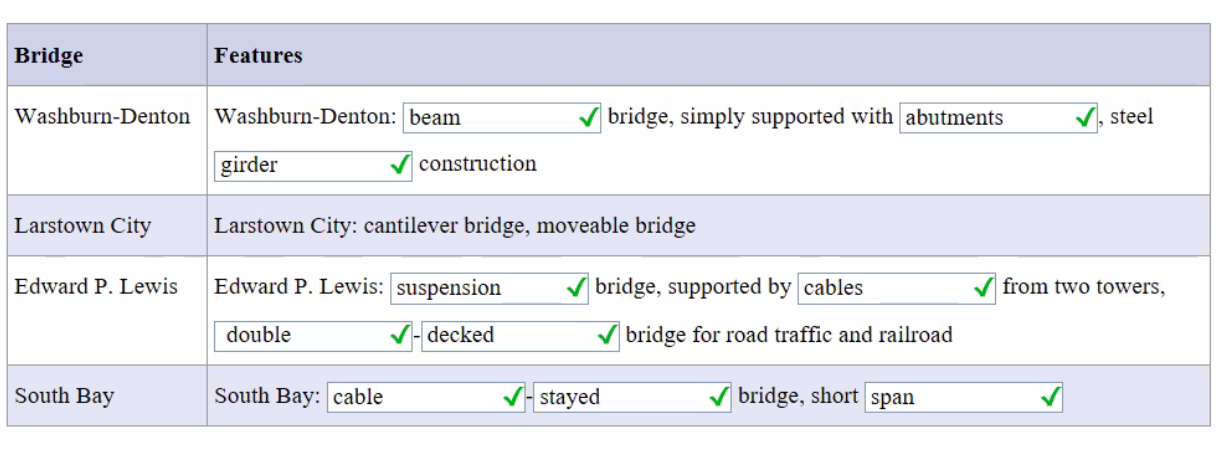 Bridge Features
Washburn-Denton Washburn-Denton: beam bridge, simply supported with abutments, steel
girder construction
Larstown City Larstown City: cantilever bridge, moveable bridge
Edward P. Lewis Edward P. Lewis: suspension bridge, supported by cables from two towers,
double-decked bridge for road traffic and railroad
South Bay South Bay: cable-stayed bridge, short span